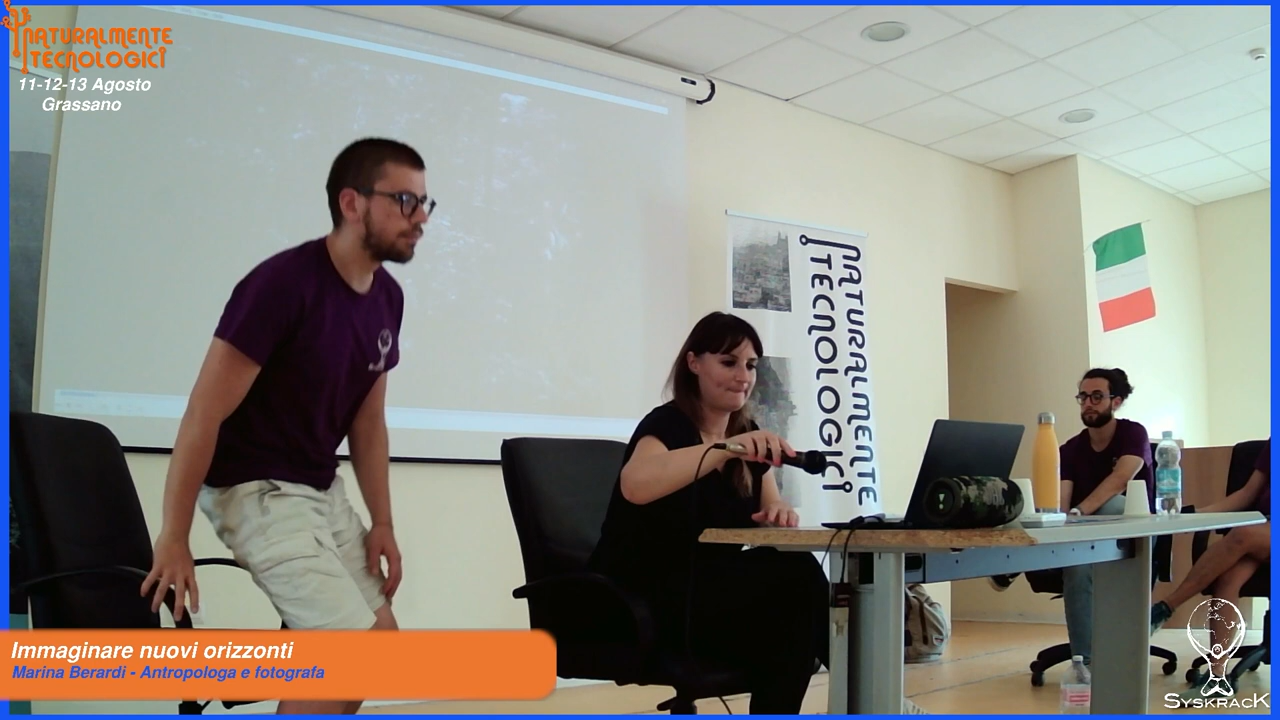 NATURALMENTE
TECNOLOGICI
11-12-13 Agosto
Grassano
NATURALMENTE
TECNOLOGICI
Immaginare nuovi orizzonti
Marina Berardi - Antropologa e fotografa
SYSKRACK